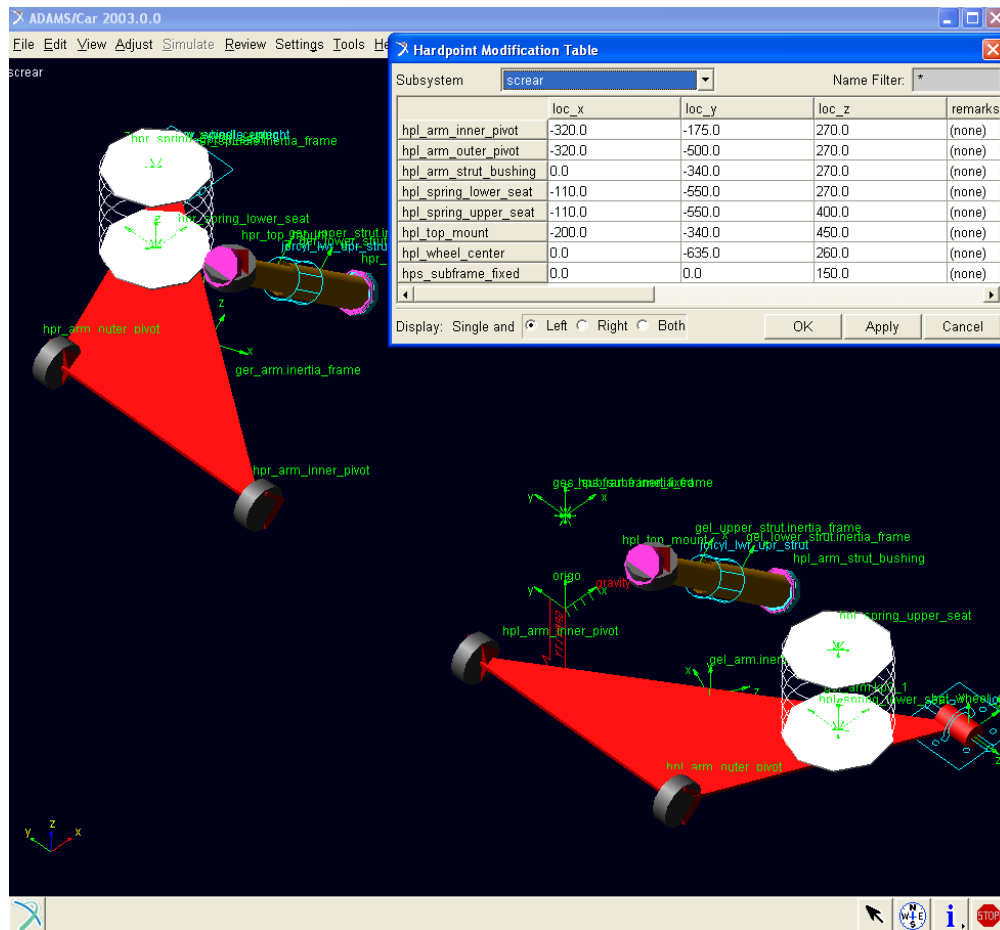 ADAMS/Car 2003.0.0
File Edit View Adjust Simulate Review Settings Tools
screar
Hardpoint Modification Table
Subsystem screar Name Filter: *
loc_x loc_y loc_z remarks
hpl_arm_inner_pivot -320.0 -175.0 270.0 (none)
hpl_arm_outer_pivot -320.0 -500.0 270.0 (none)
hpl_arm_strut_bushing 0.0 -340.0 270.0 (none)
hpl_spring_lower_seat -110.0 -550.0 270.0 (none)
hpl_spring_upper_seat -110.0 -550.0 400.0 (none)
hpl_top_mount -200.0 -340.0 450.0 (none)
hpl_wheel_center 0.0 -635.0 260.0 (none)
hps_subframe_fixed 0.0 0.0 150.0 (none)
Display: Single and Left Right Both OK Apply Cancel
hpr_spring_lower_seat
hpr_arm_outer_pivot
z
x
ger_arm.inertia_frame
hpr_arm_inner_pivot
y
x
gel_upper_strut.inertia_frame
hpl_top_mount
gel_lower_strut.inertia_frame
jorcyl_lwr_upr_strut
hpl_arm_strut_bushing
origo
gravity
y
hpl_spring_upper_seat
hpl_arm_inner_pivot
x
z
hpl_arm_outer_pivot
z
y
x
N
W E
S
i
STOP